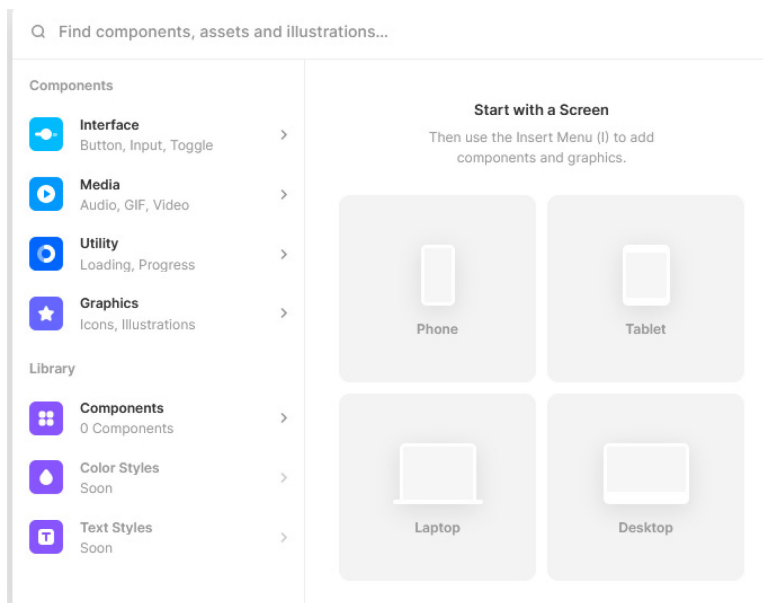 Find components, assets and illustrations...
Components
Interface
Button, Input, Toggle
Media
Audio, GIF, Video
Utility
Loading, Progress
Graphics
Icons, Illustrations
Library
Components
0 Components
Color Styles
Soon
Text Styles
Soon
Start with a Screen
Then use the Insert Menu (I) to add
components and graphics.
Phone
Tablet
Laptop
Desktop